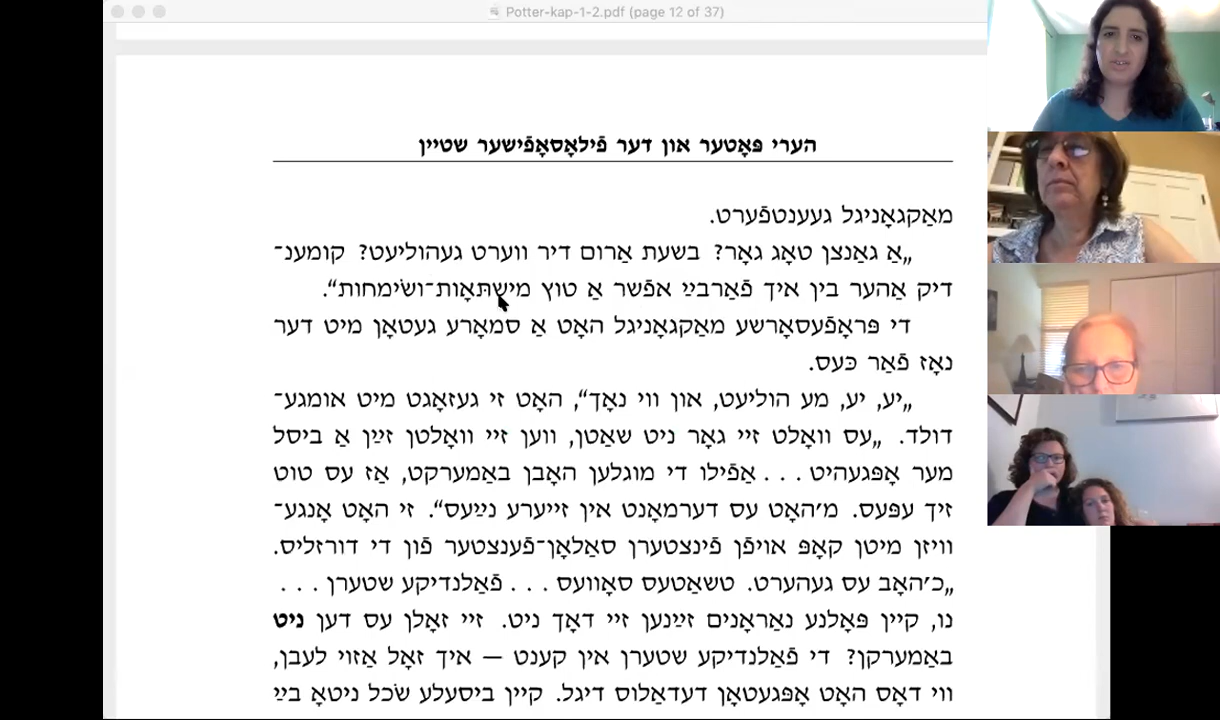 Potter-kap-1-2.pdf (page 12 of 37)
הערי פּאָטער און דער פֿילאָסאָפֿישער שטיין
מאַקגאָניגל געענטפֿערט.
„אַ גאַנצן טאָג גאָר? בשעת אַרום דיר ווערט געהוליעט? קומענ־
דיק אַהער בין איך פֿאַרבײַ אפֿשר אַ טוץ מישתּאָות־ושׂימחות“.
די פּראָפֿעסאָרשע מאַקגאָניגל האָט אַ סמאָרע געטאָן מיט דער
נאָז פֿאַר כּעס.
„יע, יע, מע הוליעט, און ווי נאָך“, האָט זי געזאָגט מיט אומגע־
דולד. „עס וואָלט זיי גאָר ניט שאַטן, ווען זיי וואָלטן זײַן אַ ביסל
מער אָפּגעהיט . . . אַפֿילו די מוגלען האָבן באַמערקט, אַז עס טוט
זיך עפּעס. מ׳האָט עס דערמאָנט אין זייערע נײַעס“. זי האָט אָנגע־
וויזן מיטן קאָפּ אויפֿן פֿינצטערן סאַלאָן־פֿענצטער פֿון די דורזליס.
„כ׳האָב עס געהערט. טשאַטעס סאָוועס . . . פֿאַלנדיקע שטערן . . .
נו, קיין פּאָלנע נאַראָנים זײַנען זיי דאָך ניט. זיי זאָלן עס דען ניט
באַמערקן? די פֿאַלנדיקע שטערן אין קענט — איך זאָל אַזוי לעבן,
ווי דאָס האָט אָפּגעטאָן דעדאַלוס דיגל. קיין ביסעלע שׂכל ניטאָ בײַ